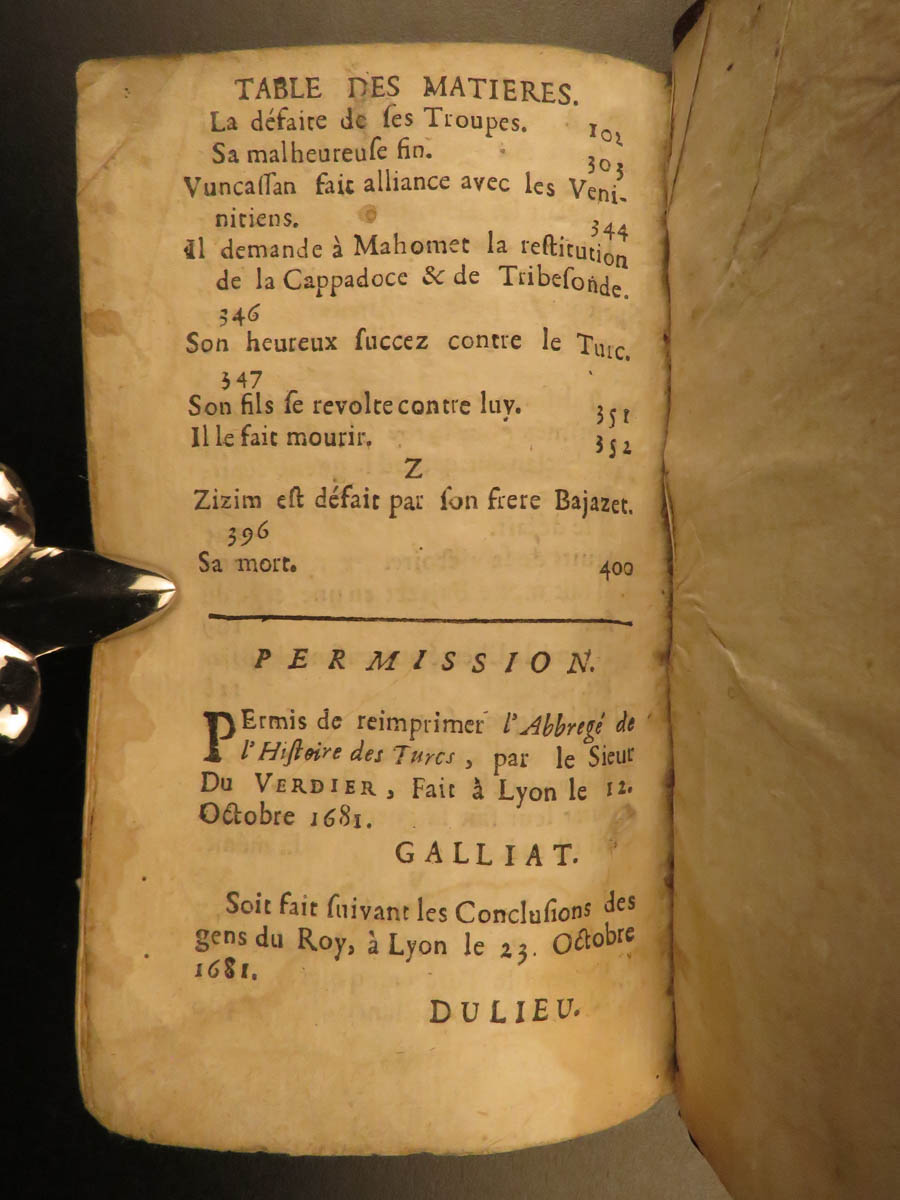 TABLE DES MATIERES.
La défaite de ſes Troupes. 102
Sa malheureuſe fin. 303
Vuncaſſan fait alliance avec les Veni-
nitiens. 344
Il demande à Mahomet la reſtitution
de la Cappadoce & de Tribeſonde.
346
Son heureux ſuccez contre le Turc.
347
Son fils ſe revolte contre luy. 351
Il le fait mourir. 352
Z
Zizim eſt défait par ſon frere Bajazet.
396
Sa mort. 400
PERMISSION.
PErmis de reimprimer l'Abbregé de
l'Hiſtoire des Turcs, par le Sieur
Du VERDIER, Fait à Lyon le 12.
Octobre 1681.
GALLIAT.
Soit fait ſuivant les Concluſions des
gens du Roy, à Lyon le 23. Octobre
1681.
DULIEU.